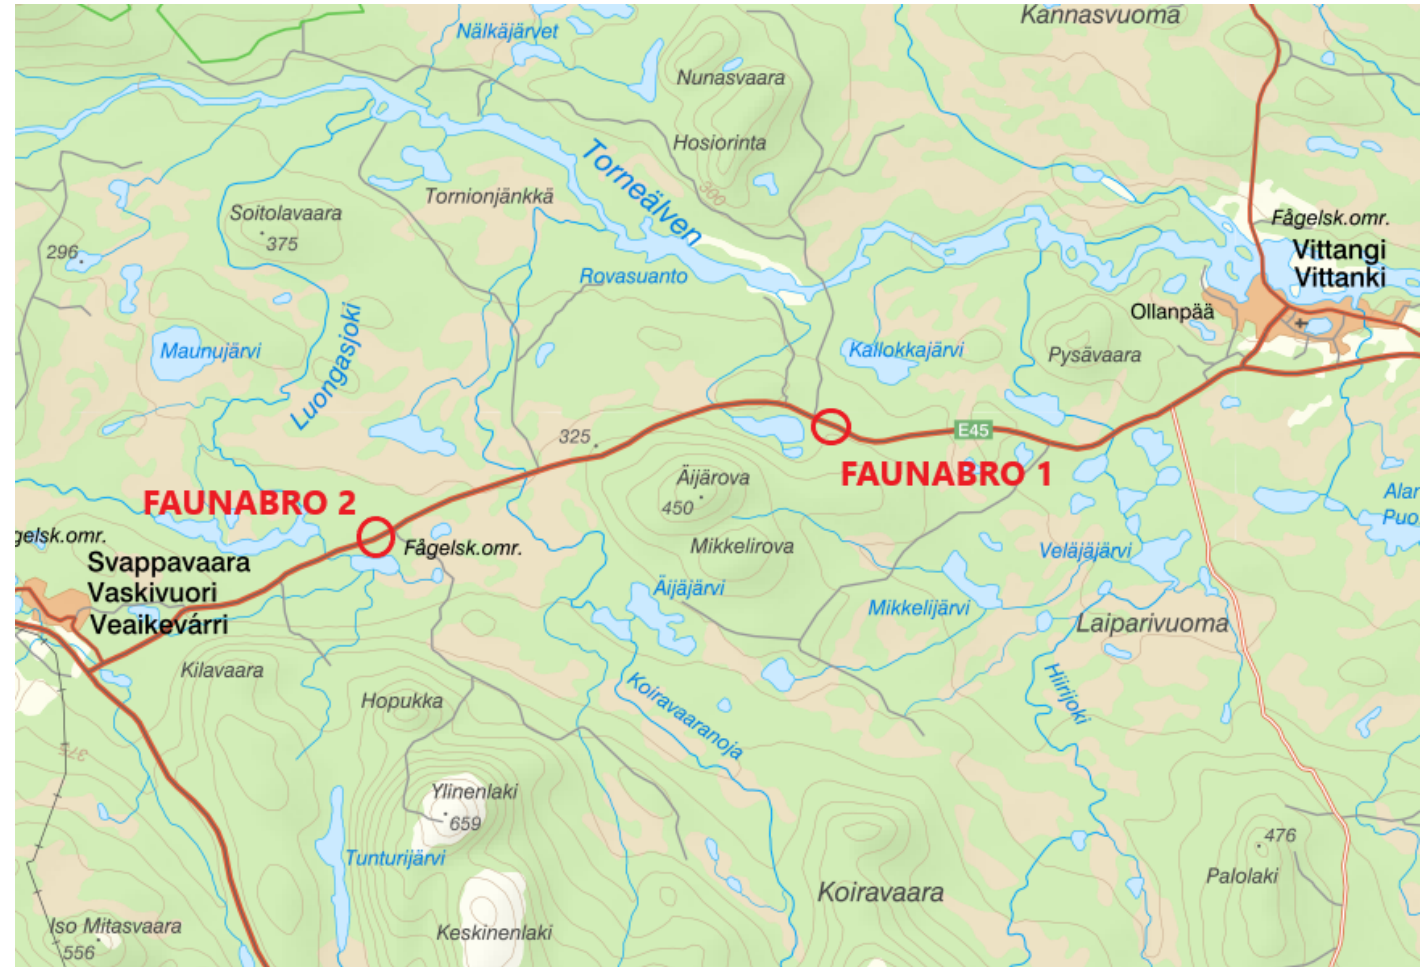 Kannasvuoma
Nälkäjärvet
Nunasvaara
Hosiorinta
Torneälven
300
Tornionjänkkä
Soitolavaara
375
296
Fågelsk.omr.
Vittangi
Vittanki
Rovasuanto
Ollanpää
Luongasjoki
Maunujärvi
Kallokkajärvi
Pysävaara
325
E45
FAUNABRO 1
Äijärova
450
Alar
Puo
FAUNABRO 2
gelsk.omr.
Fågelsk.omr.
Mikkelirova
Veläjäjärvi
Svappavaara
Vaskivuori
Veaikevárri
Äijäjärvi
Mikkelijärvi
Laiparivuoma
Kilavaara
Hopukka
Koiravaaranoja
Hiirijoki
375
Ylinenlaki
659
Tunturijärvi
476
Palolaki
Koiravaara
Iso Mitasvaara
556
Keskinenlaki